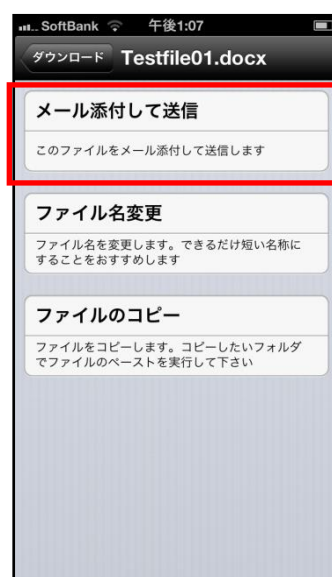 SoftBank 午後1:07
ダウンロード Testfile01.docx
メール添付して送信
このファイルをメール添付して送信します
ファイル名変更
ファイル名を変更します。できるだけ短い名称に
することをおすすめします
ファイルのコピー
ファイルをコピーします。コピーしたいフォルダ
でファイルのペーストを実行して下さい